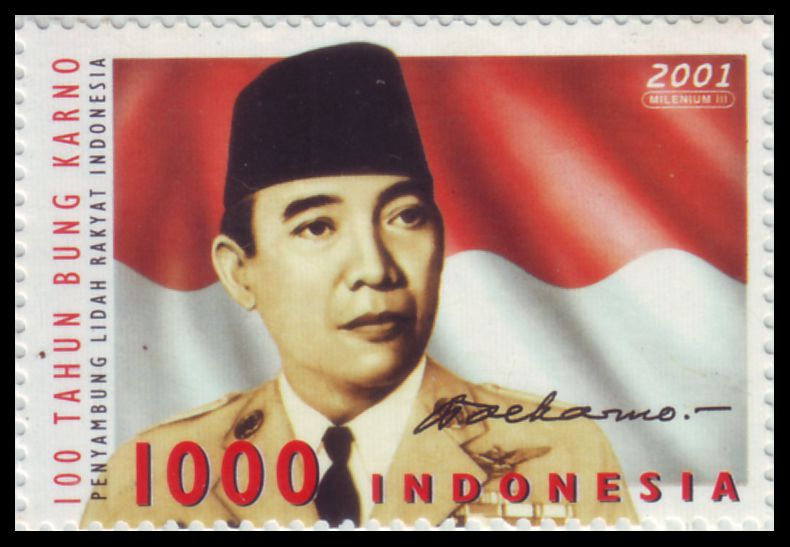 100 TAHUN BUNG KARNO
PENYAMBUNG LIDAH RAKYAT INDONESIA
2001
MILENIUM III
Soekarno.-
1000 INDONESIA